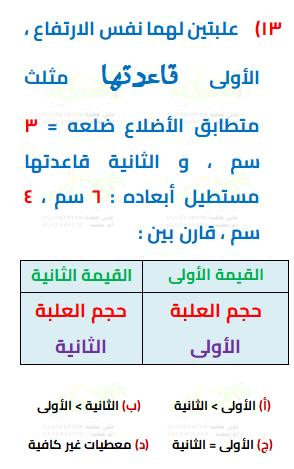 ١٣) علبتين لهما نفس الارتفاع ،
الأولى قاعدتها مثلث
متطابق الأضلاع ضلعه = ٣
سم ، و الثانية قاعدتها
مستطيل أبعاده : ٦ سم ، ٤
سم ، قارن بين :
القيمة الأولى القيمة الثانية
حجم العلبة الأولى حجم العلبة الثانية
(أ) الأولى > الثانية (ب) الثانية > الأولى
(ج) الأولى = الثانية (د) معطيات غير كافية